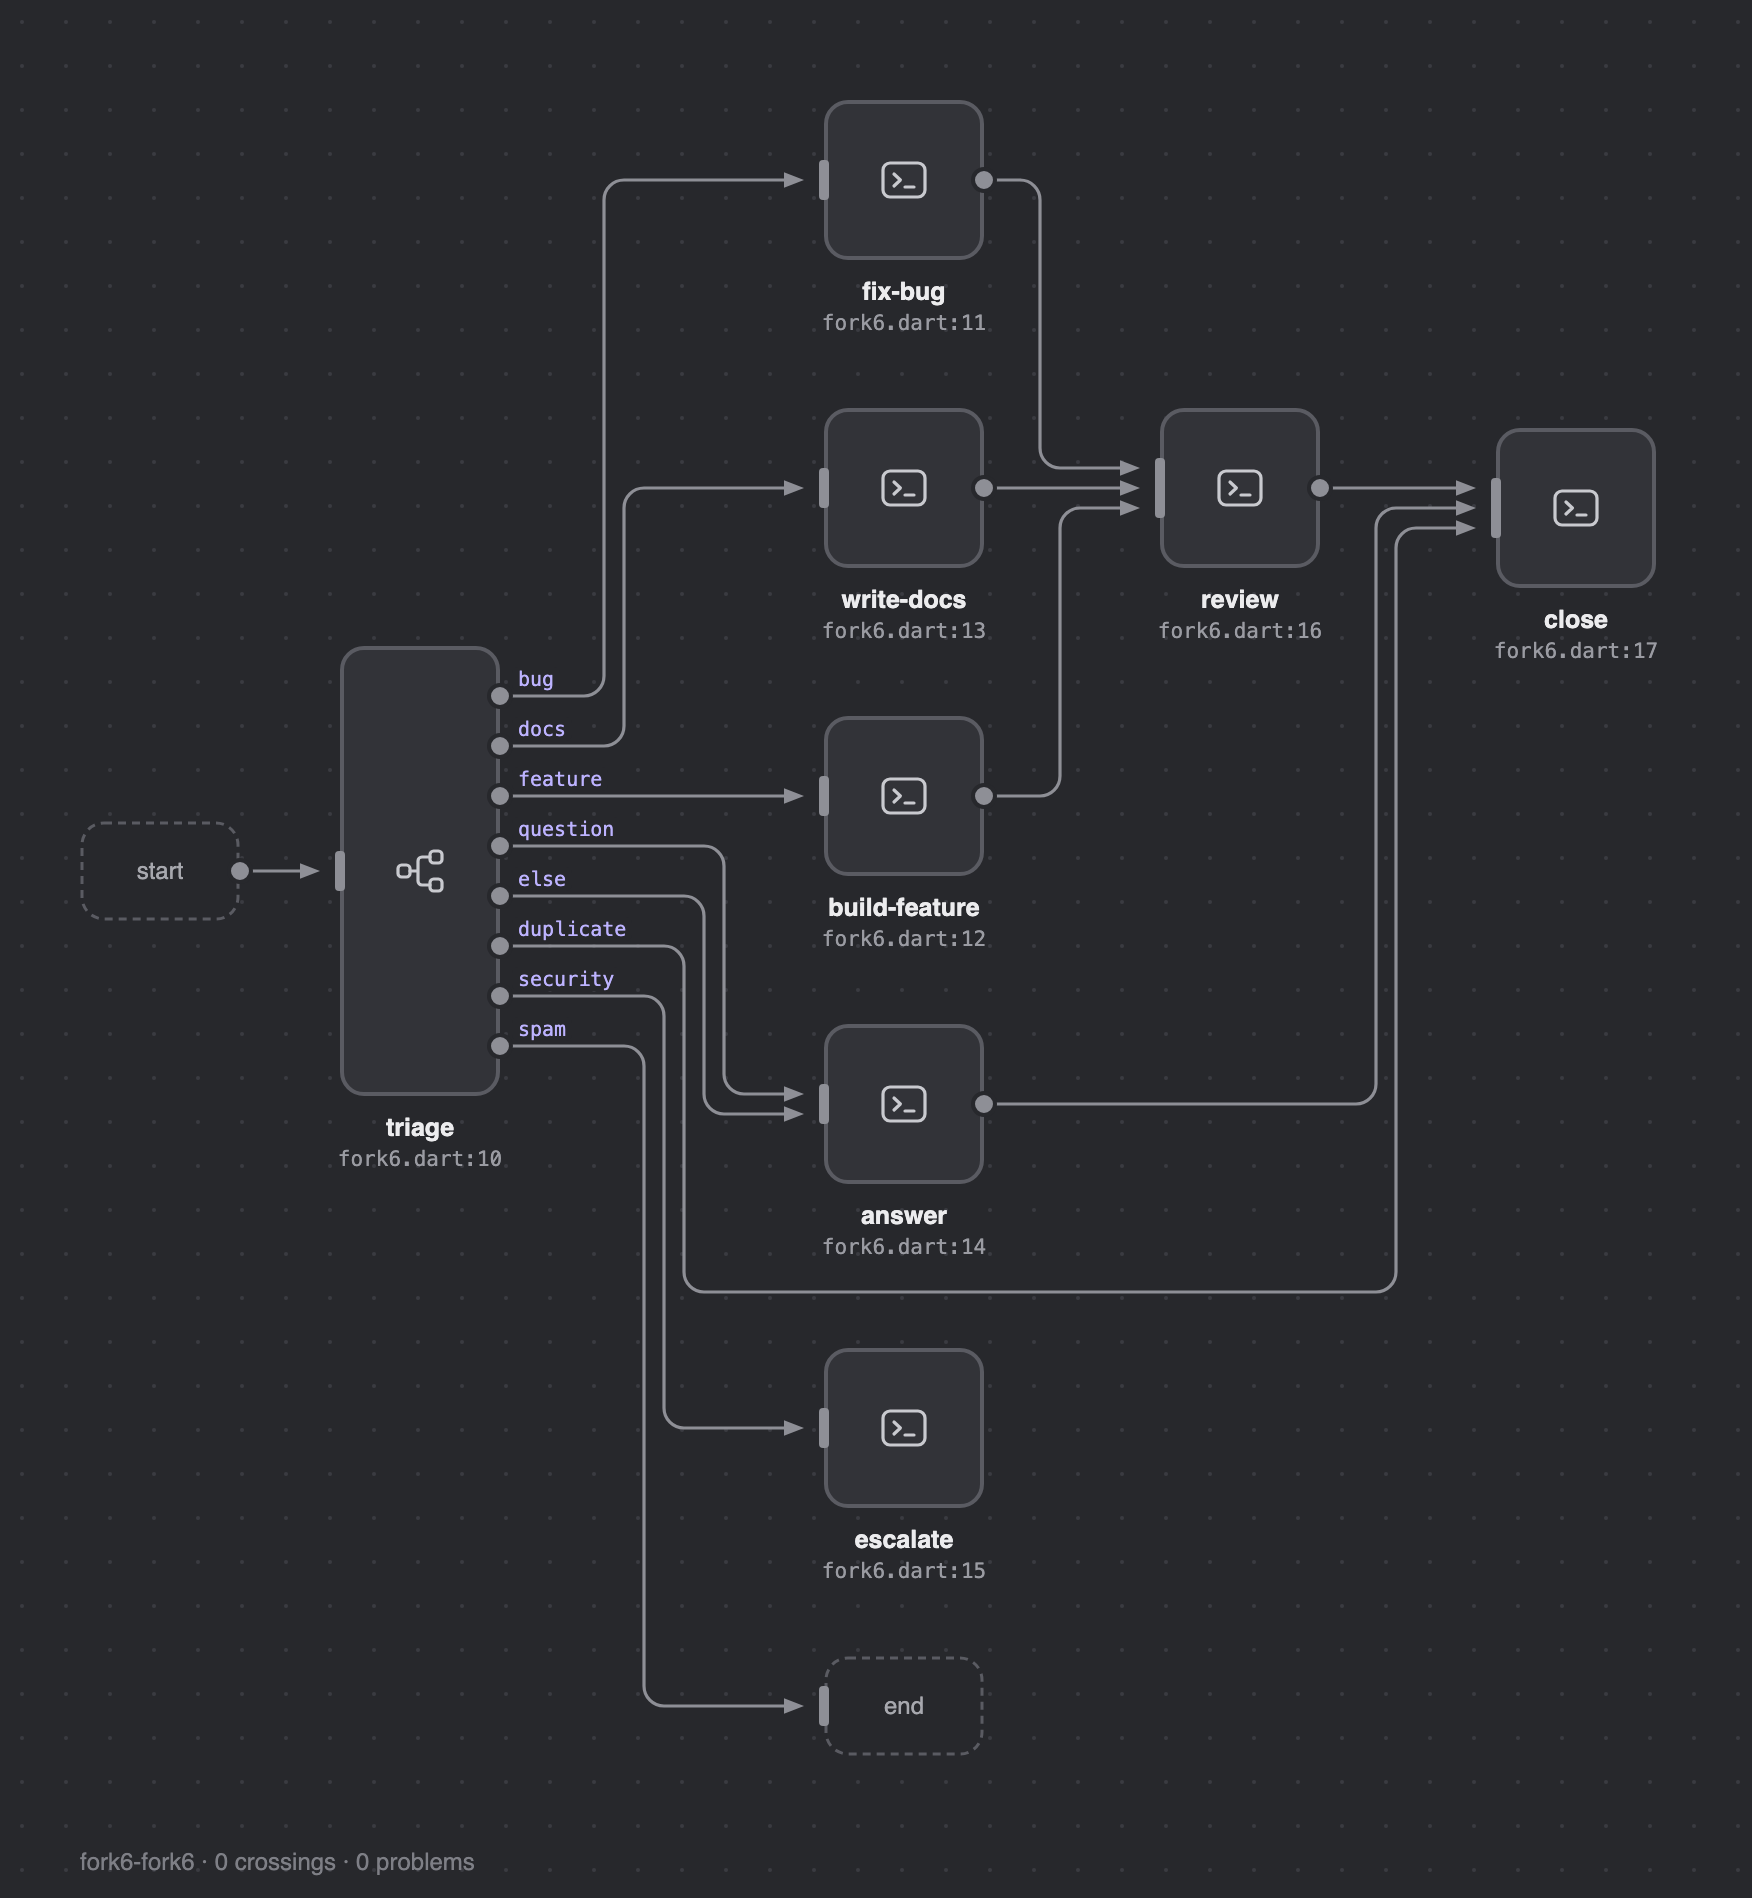 fix-bug
fork6.dart:11
write-docs
fork6.dart:13
review
fork6.dart:16
close
fork6.dart:17
bug
docs
feature
question
else
duplicate
security
spam
start
triage
fork6.dart:10
build-feature
fork6.dart:12
answer
fork6.dart:14
escalate
fork6.dart:15
end
fork6-fork6 · 0 crossings · 0 problems